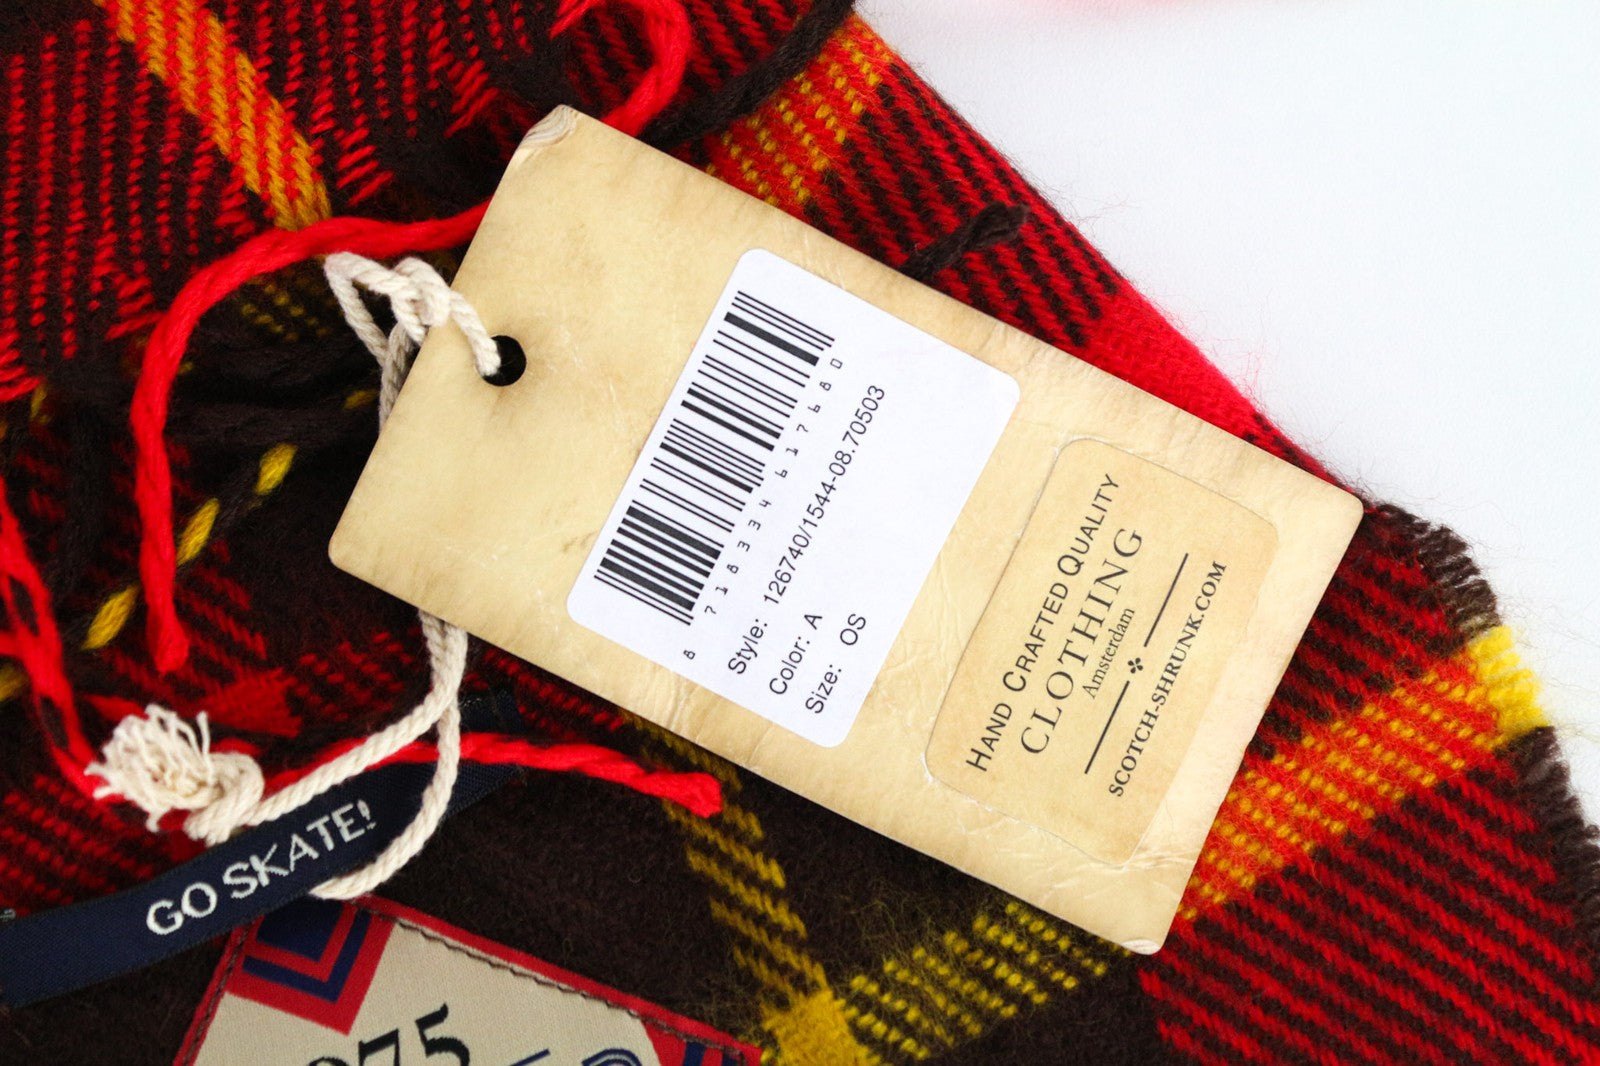 8 718334 617680
Style: 126740/1544-08.70503
Color: A
Size: OS
HAND CRAFTED QUALITY
CLOTHING
Amsterdam
SCOTCH-SHRUNK.COM
GO SKATE!
975